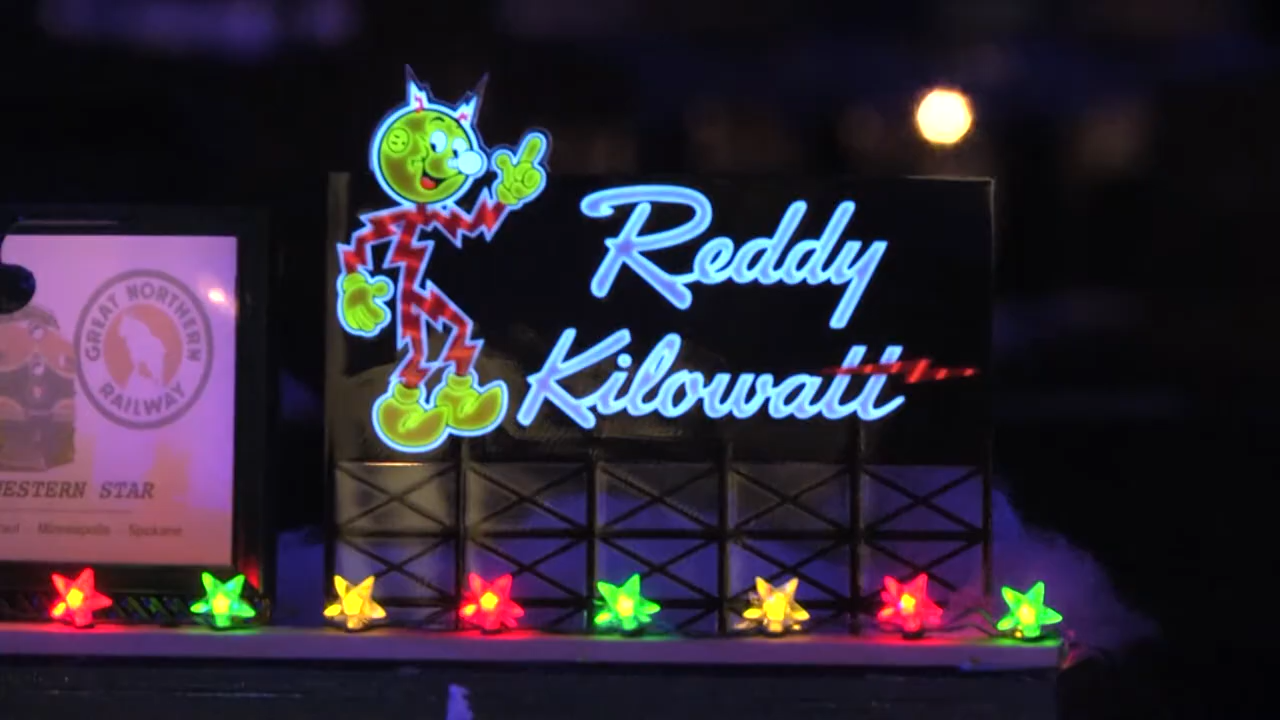 GREAT NORTHERN
RAILWAY
WESTERN STAR
Minneapolis Spokane
Reddy
Kilowatt